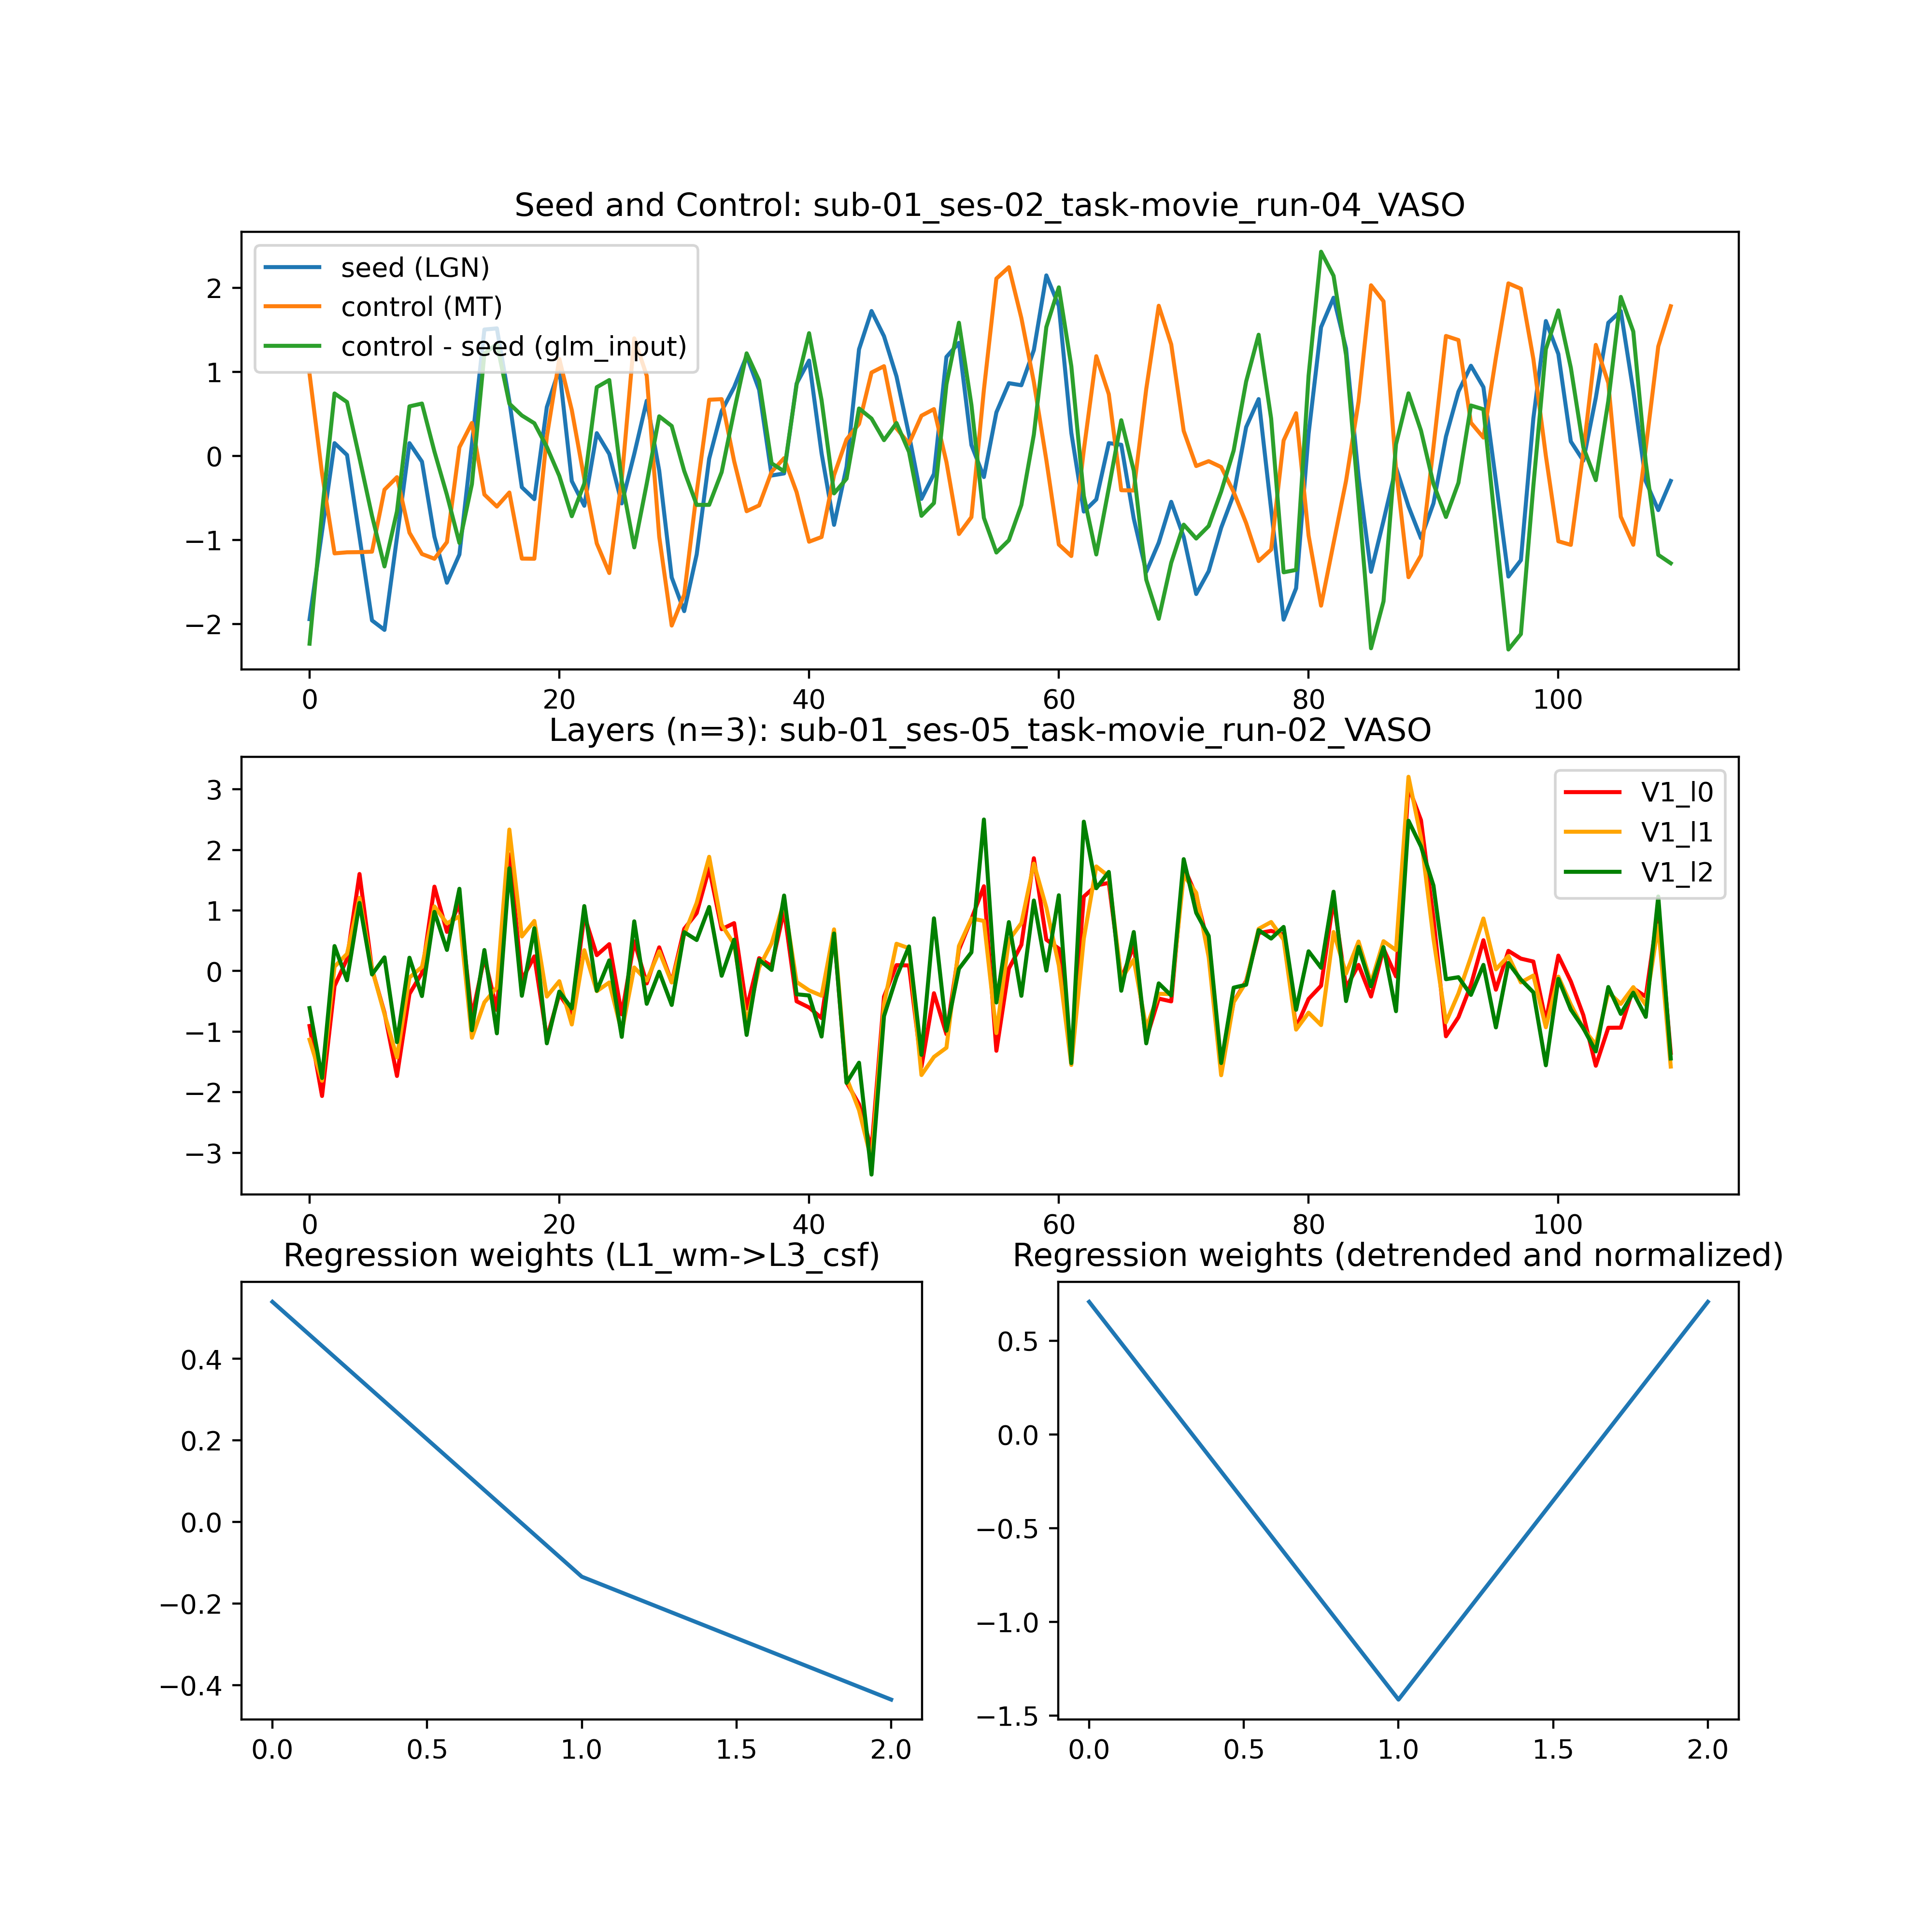 Seed and Control: sub-01_ses-02_task-movie_run-04_VASO
seed (LGN)
control (MT)
control - seed (glm_input)
2
1
0
−1
−2
0 20 40 60 80 100
Layers (n=3): sub-01_ses-05_task-movie_run-02_VASO
V1_l0
V1_l1
V1_l2
3
2
1
0
−1
−2
−3
0 20 40 60 80 100
Regression weights (L1_wm->L3_csf)
0.4
0.2
0.0
−0.2
−0.4
0.0 0.5 1.0 1.5 2.0
Regression weights (detrended and normalized)
0.5
0.0
−0.5
−1.0
−1.5
0.0 0.5 1.0 1.5 2.0